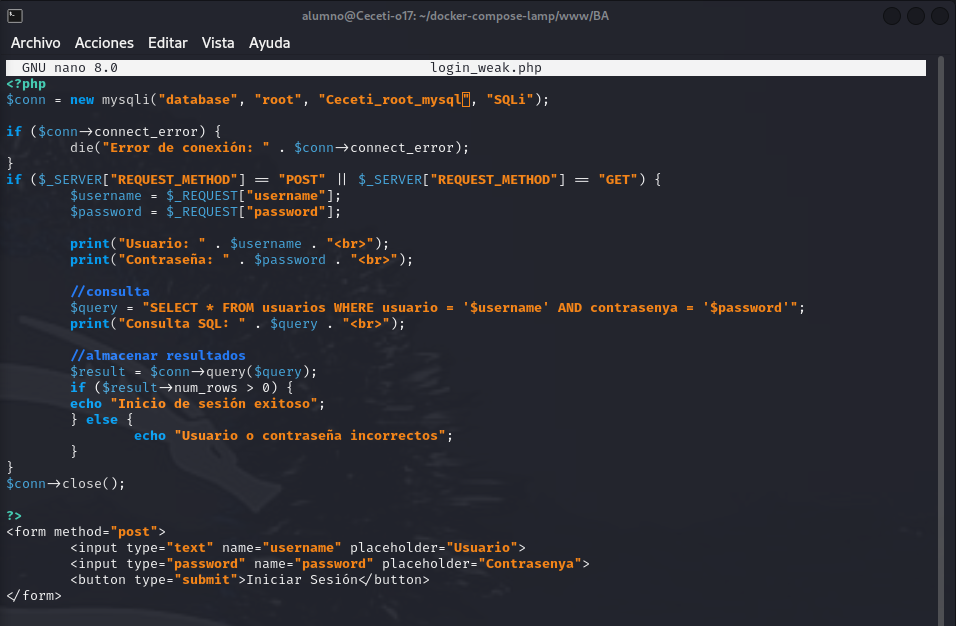 alumno@Ceceti-o17: ~/docker-compose-lamp/www/BA
Archivo Acciones Editar Vista Ayuda
GNU nano 8.0 login_weak.php
<?php
$conn = new mysqli("database", "root", "Ceceti_root_mysql", "SQLi");
if ($conn->connect_error) {
die("Error de conexión: " . $conn->connect_error);
}
if ($_SERVER["REQUEST_METHOD"] == "POST" || $_SERVER["REQUEST_METHOD"] == "GET") {
$username = $_REQUEST["username"];
$password = $_REQUEST["password"];
print("Usuario: " . $username . "<br>");
print("Contraseña: " . $password . "<br>");
//consulta
$query = "SELECT * FROM usuarios WHERE usuario = '$username' AND contrasenya = '$password'";
print("Consulta SQL: " . $query . "<br>");
//almacenar resultados
$result = $conn->query($query);
if ($result->num_rows > 0) {
echo "Inicio de sesión exitoso";
} else {
echo "Usuario o contraseña incorrectos";
}
}
$conn->close();
?>
<form method="post">
<input type="text" name="username" placeholder="Usuario">
<input type="password" name="password" placeholder="Contrasenya">
<button type="submit">Iniciar Sesión</button>
</form>